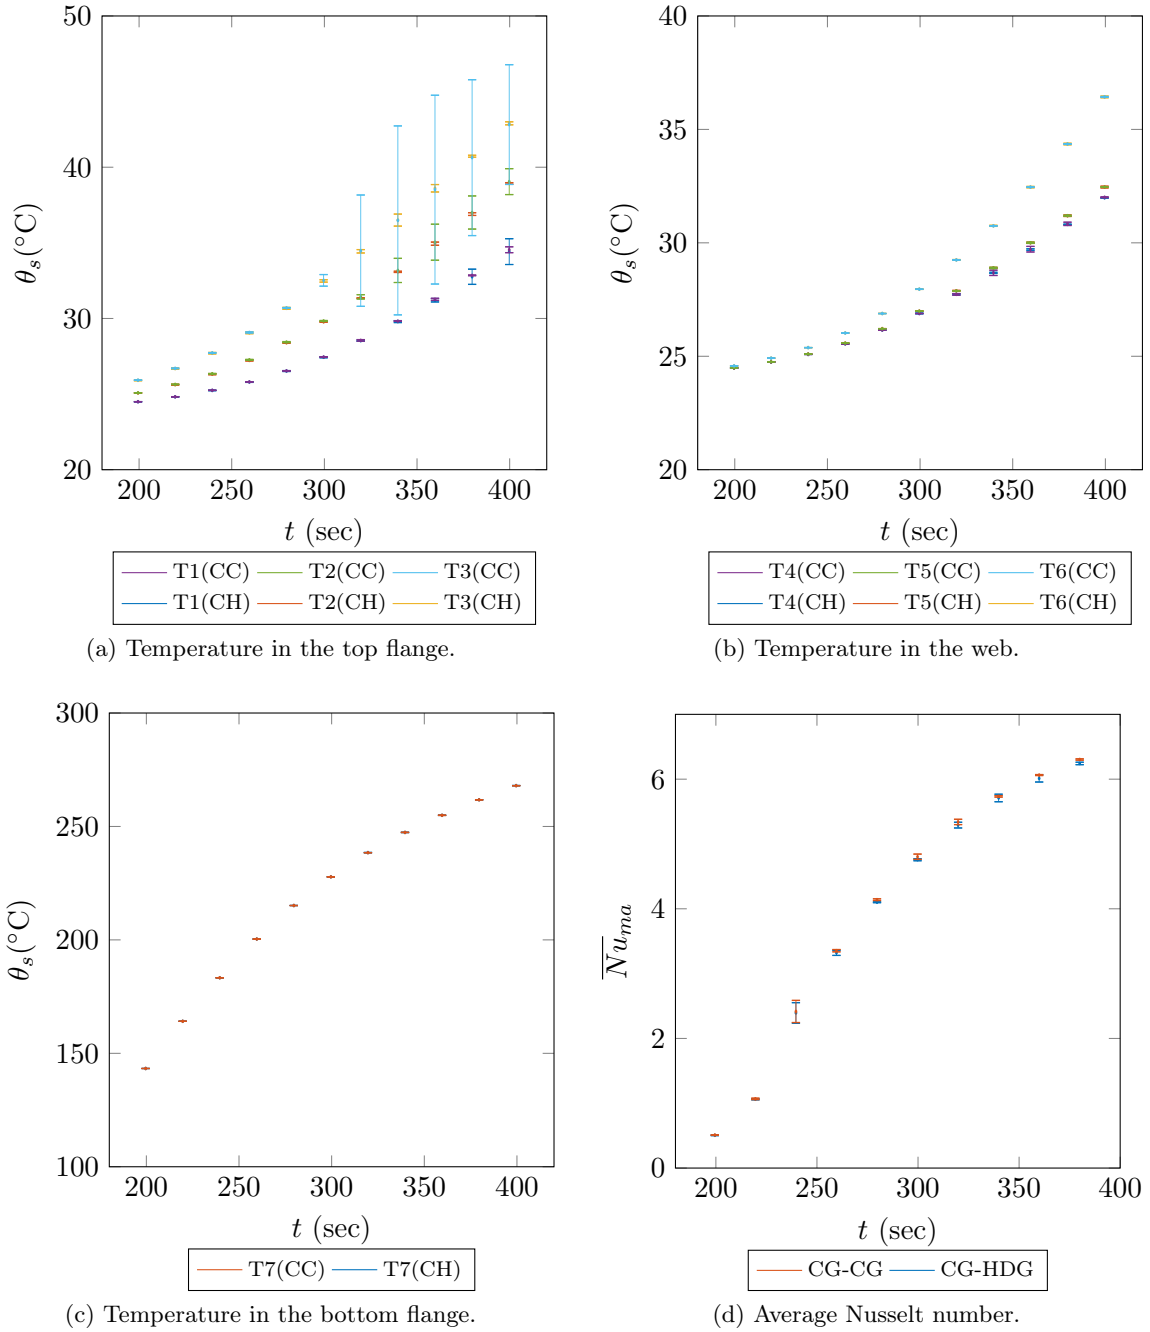 50
40
30
20
θs(°C)
200 250 300 350 400
t (sec)
T1(CC) T2(CC) T3(CC)
T1(CH) T2(CH) T3(CH)
(a) Temperature in the top flange.
40
35
30
25
20
θs(°C)
200 250 300 350 400
t (sec)
T4(CC) T5(CC) T6(CC)
T4(CH) T5(CH) T6(CH)
(b) Temperature in the web.
300
250
200
150
100
θs(°C)
200 250 300 350 400
t (sec)
T7(CC) T7(CH)
(c) Temperature in the bottom flange.
6
4
2
0
N̅u̅ma
200 250 300 350 400
t (sec)
CG-CG CG-HDG
(d) Average Nusselt number.